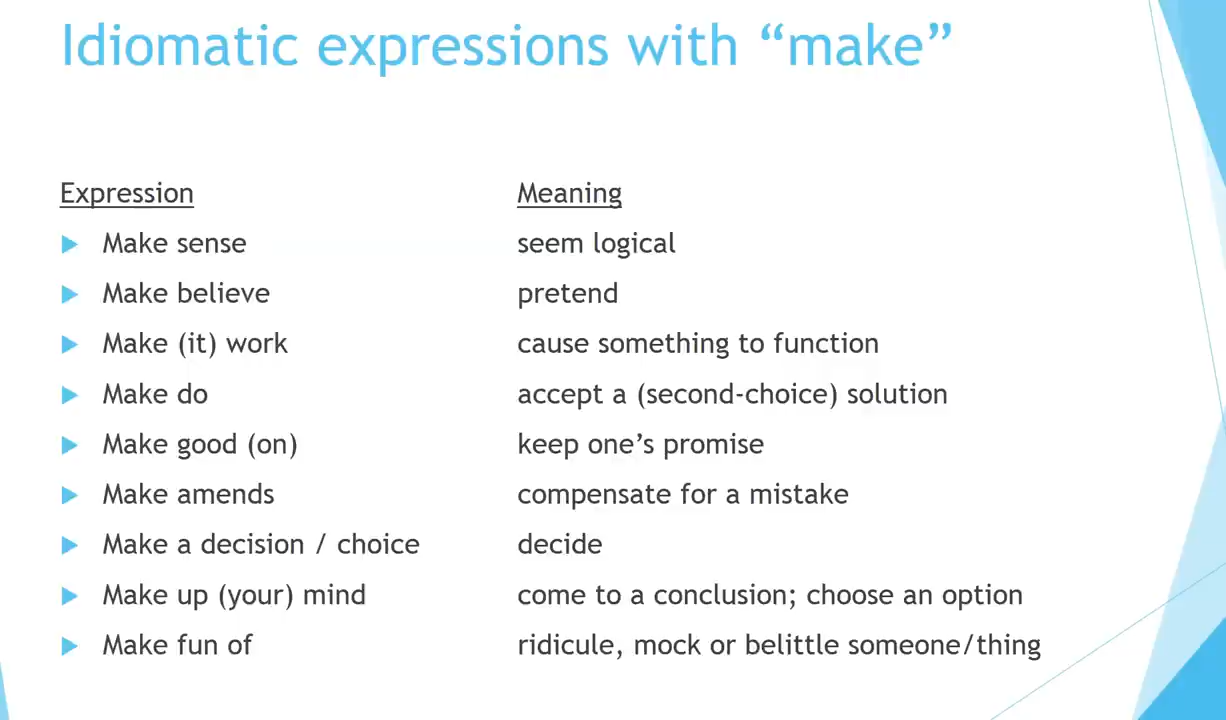 Idiomatic expressions with “make”
Expression Meaning
Make sense seem logical
Make believe pretend
Make (it) work cause something to function
Make do accept a (second-choice) solution
Make good (on) keep one’s promise
Make amends compensate for a mistake
Make a decision / choice decide
Make up (your) mind come to a conclusion; choose an option
Make fun of ridicule, mock or belittle someone/thing